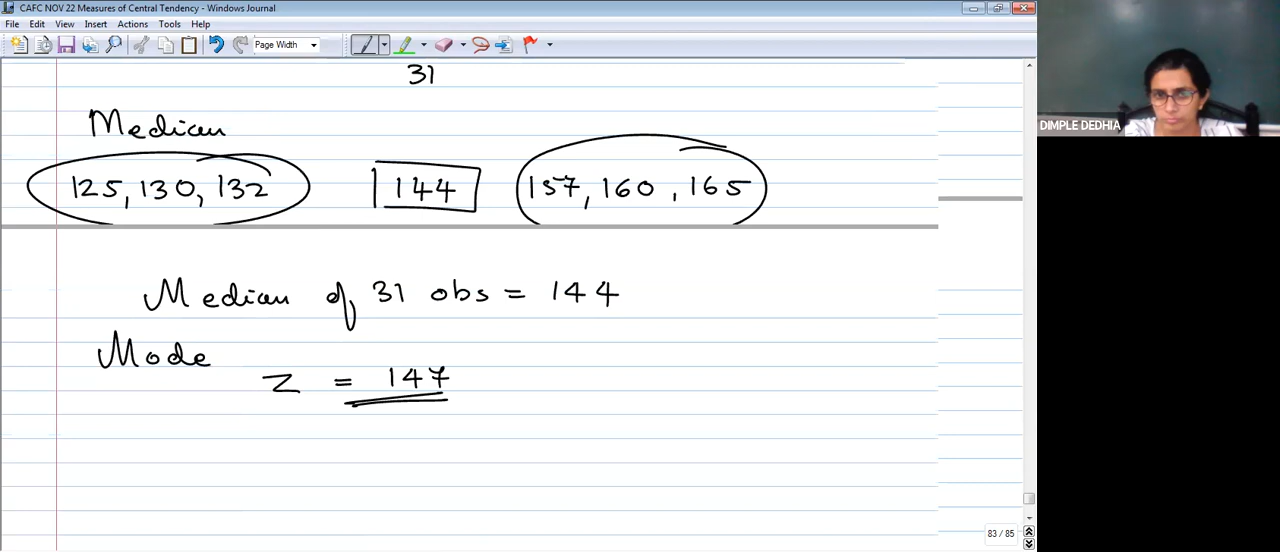 CAFC NOV 22 Measures of Central Tendency - Windows Journal
File Edit View Insert Actions Tools Help
Page Width
31
Median
125, 130, 132 144 157, 160, 165
Median of 31 obs = 144
Mode
Z = 147
83 / 85
DIMPLE DEDHIA